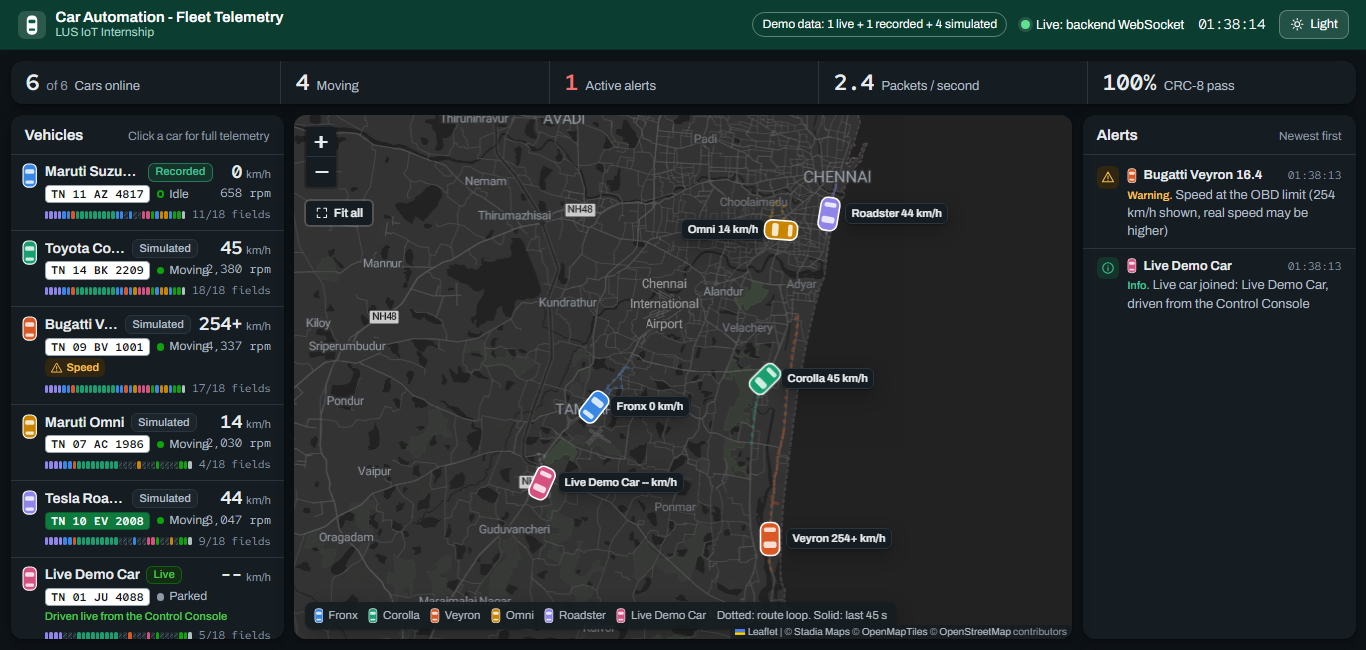 Car Automation - Fleet Telemetry
LUS IoT Internship
Demo data: 1 live + 1 recorded + 4 simulated
Live: backend WebSocket
01:38:14
Light
6 of 6 Cars online
4 Moving
1 Active alerts
2.4 Packets / second
100% CRC-8 pass
Vehicles
Click a car for full telemetry
Maruti Suzu... Recorded 0 km/h
TN 11 AZ 4817 Idle 658 rpm
11/18 fields
Toyota Co... Simulated 45 km/h
TN 14 BK 2209 Moving 2,380 rpm
18/18 fields
Bugatti V... Simulated 254+ km/h
TN 09 BV 1001 Moving 4,337 rpm
Speed
17/18 fields
Maruti Omni Simulated 14 km/h
TN 07 AC 1986 Moving 2,030 rpm
4/18 fields
Tesla Roa... Simulated 44 km/h
TN 10 EV 2008 Moving 3,047 rpm
9/18 fields
Live Demo Car Live -- km/h
TN 01 JU 4088 Parked
Driven live from the Control Console
5/18 fields
+
−
Fit all
Thiruninravur
AVADI
Padi
Nemam
CHENNAI
Choolaimedu
NH48
Thirumazhisai
Roadster 44 km/h
Omni 14 km/h
Mannur
Chennai
International
Airport
Alandur
Adyar
Kundrathur
NH48
Kiloy
Velachery
Sriperumbudur
Corolla 45 km/h
Pondur
Fronx 0 km/h
Vaipur
Live Demo Car -- km/h
Ponmar
Guduvancheri
Oragadam
Veyron 254+ km/h
Maraimalai Nagar
Fronx
Corolla
Veyron
Omni
Roadster
Live Demo Car
Dotted: route loop. Solid: last 45 s
Leaflet | © Stadia Maps © OpenMapTiles © OpenStreetMap contributors
Alerts
Newest first
Bugatti Veyron 16.4 01:38:13
Warning. Speed at the OBD limit (254
km/h shown, real speed may be
higher)
Live Demo Car 01:38:13
Info. Live car joined: Live Demo Car,
driven from the Control Console